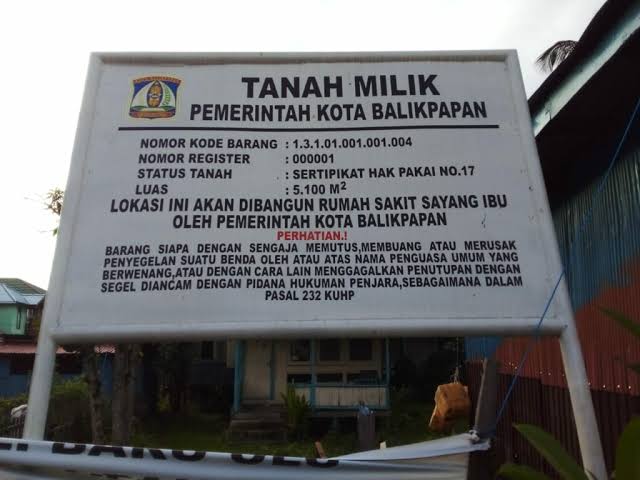 TANAH MILIK
PEMERINTAH KOTA BALIKPAPAN
NOMOR KODE BARANG : 1.3.1.01.001.001.004
NOMOR REGISTER : 000001
STATUS TANAH : SERTIPIKAT HAK PAKAI NO.17
LUAS : 5.100 M²
LOKASI INI AKAN DIBANGUN RUMAH SAKIT SAYANG IBU
OLEH PEMERINTAH KOTA BALIKPAPAN
PERHATIAN.!
BARANG SIAPA DENGAN SENGAJA MEMUTUS,MEMBUANG ATAU MERUSAK
PENYEGELAN SUATU BENDA OLEH ATAU ATAS NAMA PENGUASA UMUM YANG
BERWENANG,ATAU DENGAN CARA LAIN MENGGAGALKAN PENUTUPAN DENGAN
SEGEL DIANCAM DENGAN PIDANA HUKUMAN PENJARA,SEBAGAIMANA DALAM
PASAL 232 KUHP
BARU ULU